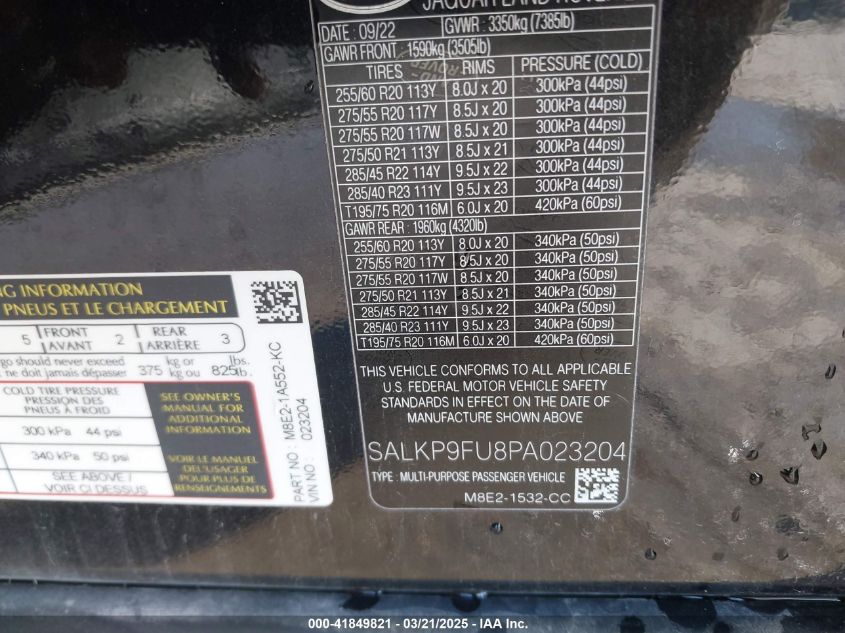 JAGUAR LAND ROVER
DATE : 09/22 GVWR : 3350kg (7385lb)
GAWR FRONT : 1590kg (3505lb)
TIRES RIMS PRESSURE (COLD)
255/60 R20 113Y 8.0J x 20 300kPa (44psi)
275/55 R20 117Y 8.5J x 20 300kPa (44psi)
275/55 R20 117W 8.5J x 20 300kPa (44psi)
275/50 R21 113Y 8.5J x 21 300kPa (44psi)
285/45 R22 114Y 9.5J x 22 300kPa (44psi)
285/40 R23 111Y 9.5J x 23 300kPa (44psi)
T195/75 R20 116M 6.0J x 20 420kPa (60psi)
GAWR REAR : 1960kg (4320lb)
255/60 R20 113Y 8.0J x 20 340kPa (50psi)
275/55 R20 117Y 8.5J x 20 340kPa (50psi)
275/55 R20 117W 8.5J x 20 340kPa (50psi)
275/50 R21 113Y 8.5J x 21 340kPa (50psi)
285/45 R22 114Y 9.5J x 22 340kPa (50psi)
285/40 R23 111Y 9.5J x 23 340kPa (50psi)
T195/75 R20 116M 6.0J x 20 420kPa (60psi)
THIS VEHICLE CONFORMS TO ALL APPLICABLE
U.S. FEDERAL MOTOR VEHICLE SAFETY
STANDARDS IN EFFECT ON THE DATE OF
MANUFACTURE SHOWN ABOVE
SALKP9FU8PA023204
TYPE : MULTI-PURPOSE PASSENGER VEHICLE
M8E2-1532-CC
INFORMATION
PNEUS ET LE CHARGEMENT
5 FRONT 2 REAR 3
AVANT ARRIÈRE
go should never exceed 375 kg or 825 lbs.
ne doit jamais dépasser kg ou lb.
COLD TIRE PRESSURE
PRESSION DES
PNEUS À FROID
300 kPa 44 psi
340 kPa 50 psi
SEE ABOVE /
VOIR CI DESSUS
SEE OWNER'S
MANUAL FOR
ADDITIONAL
INFORMATION
VOIR LE MANUEL
DE L'USAGER
POUR PLUS DE
RENSEIGNEMENTS
PART NO : M8E2-1A552-KC
VIN NO : 023204
000-41849821 - 03/21/2025 - IAA Inc.